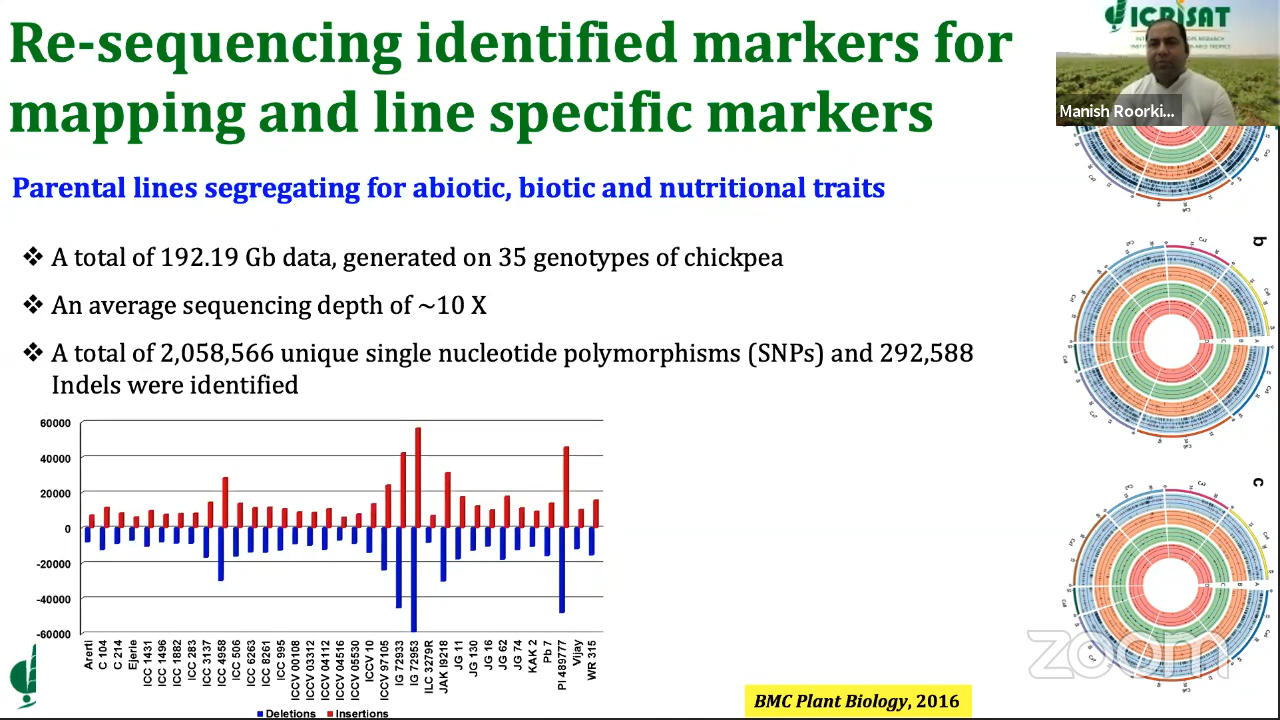 Re-sequencing identified markers for
mapping and line specific markers
ICRISAT
Manish Roorki...
Parental lines segregating for abiotic, biotic and nutritional traits
❖ A total of 192.19 Gb data, generated on 35 genotypes of chickpea
❖ An average sequencing depth of ~10 X
❖ A total of 2,058,566 unique single nucleotide polymorphisms (SNPs) and 292,588
Indels were identified
60000
40000
20000
0
-20000
-40000
-60000
Arerti
C 104
C 214
Ejerie
ICC 1431
ICC 1496
ICC 1882
ICC 283
ICC 3137
ICC 4958
ICC 506
ICC 6263
ICC 8261
ICC 995
ICCV 00108
ICCV 03312
ICCV 04112
ICCV 04516
ICCV 05530
ICCV 10
ICCV 97105
IG 72933
IG 72953
ILC 3279R
JAK I9218
JG 11
JG 130
JG 16
JG 62
JG 74
KAK 2
Pb 7
PI 489777
Vijay
WR 315
Deletions Insertions
b
c
BMC Plant Biology, 2016
zoom